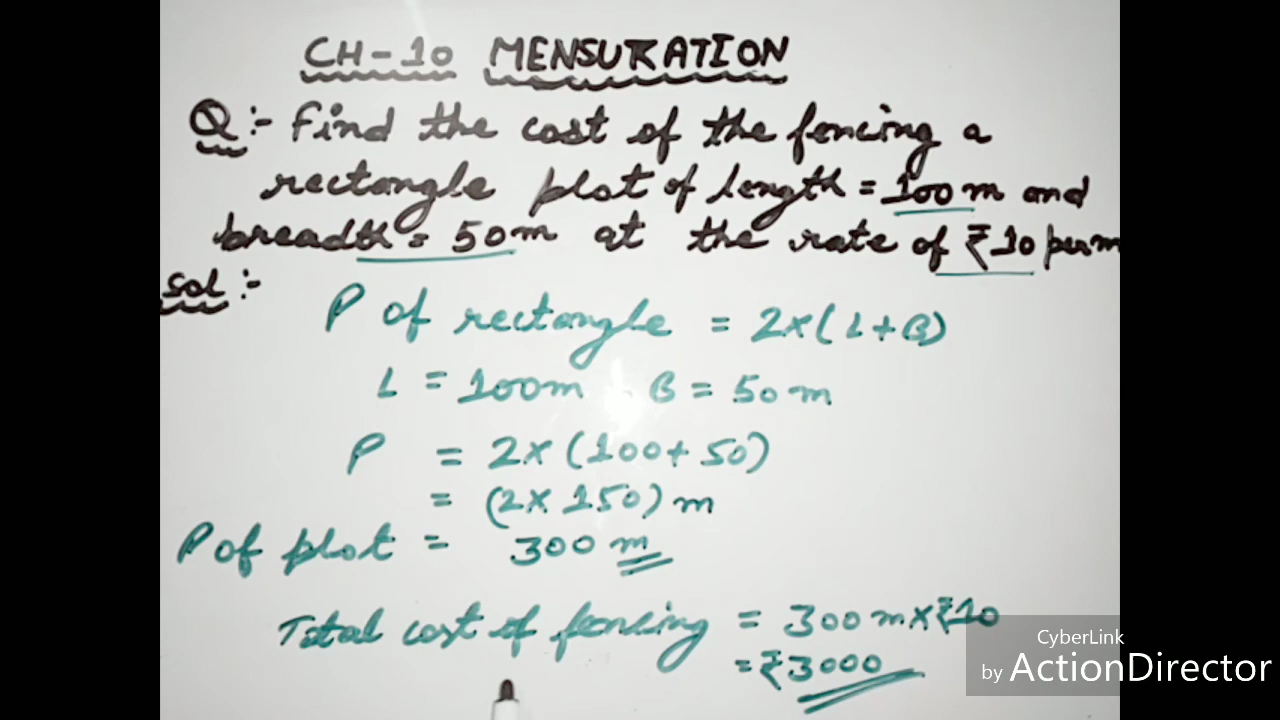 CH-10 MENSURATION
Q:- Find the cost of the fencing a
rectangle plot of length = 100 m and
breadth = 50 m at the rate of ₹10 per m
Sol:-
P of rectangle = 2×(L+B)
L = 100m B = 50 m
P = 2×(100+50)
= (2×150) m
P of plot = 300 m
Total cost of fencing = 300 m×₹10
= ₹3000
CyberLink
by ActionDirector